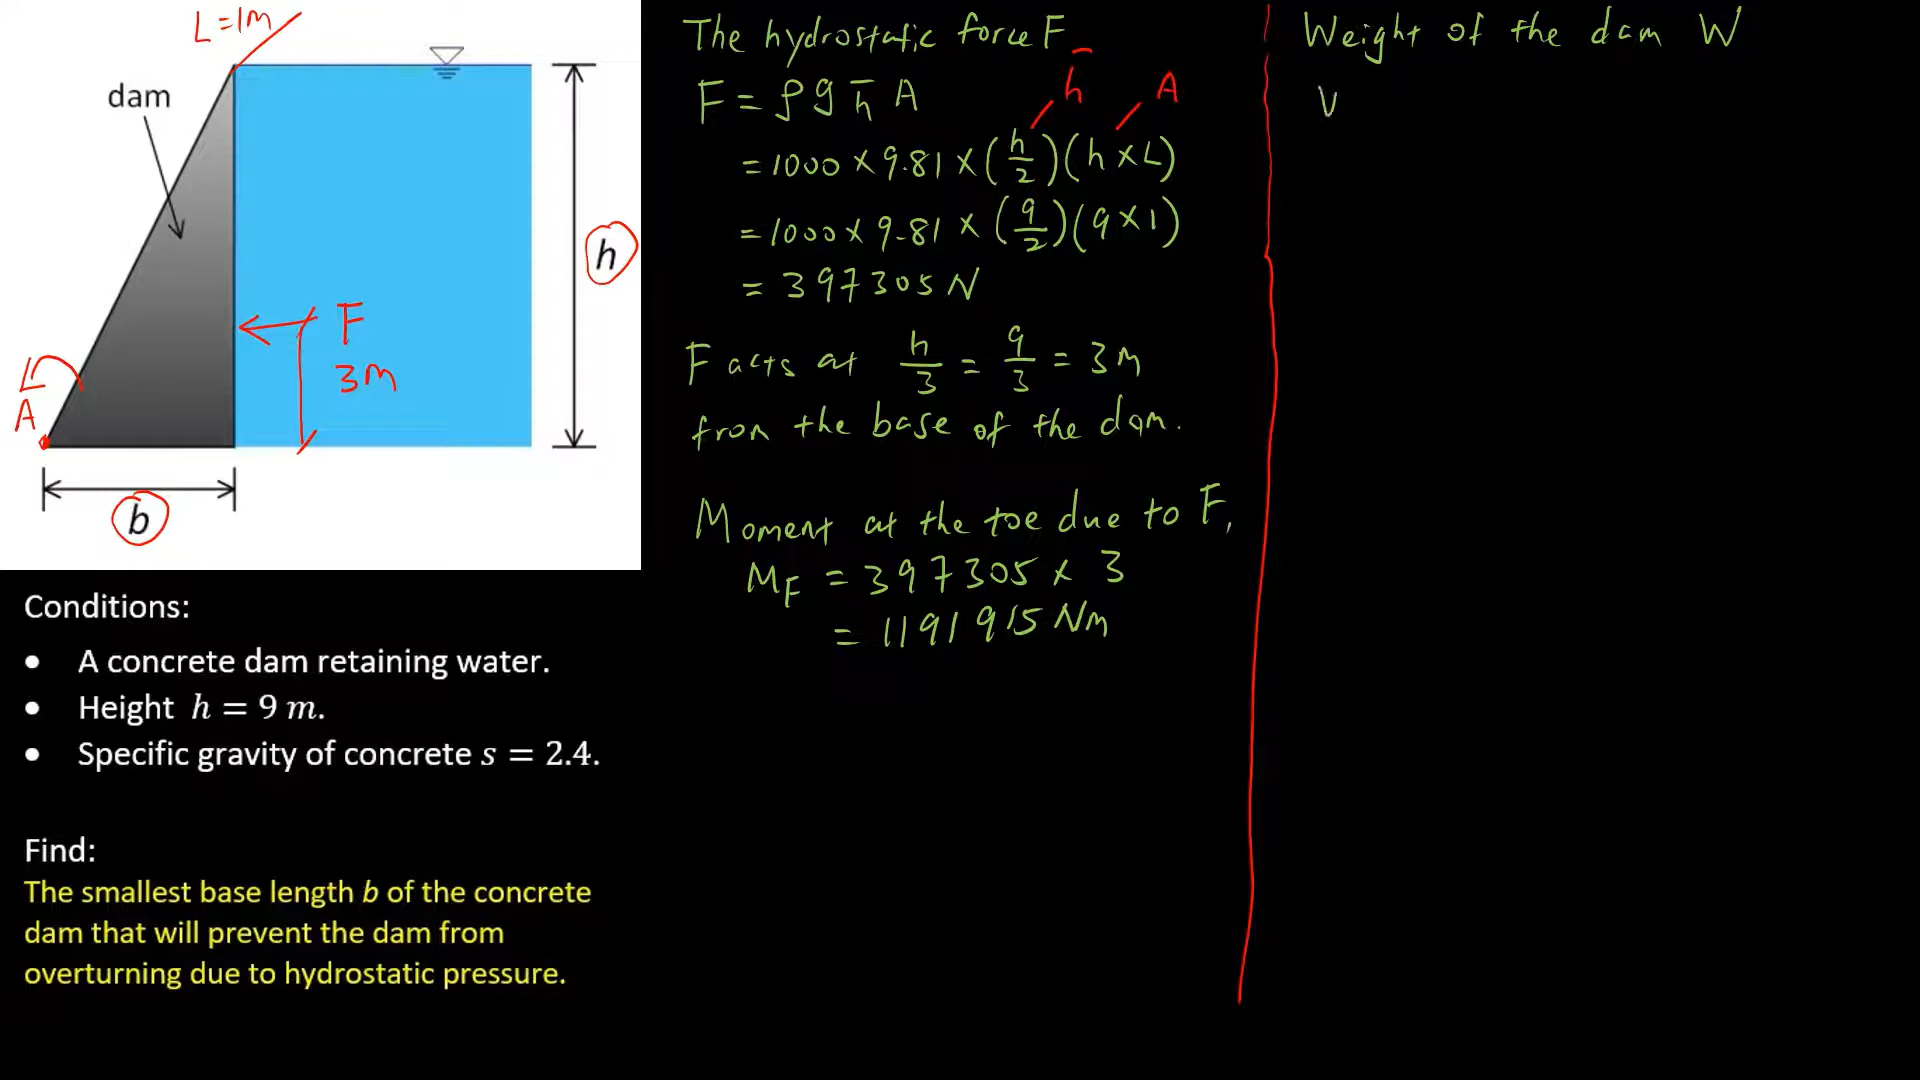 L = 1m
dam
h
F
3m
A
b
Conditions:
• A concrete dam retaining water.
• Height h = 9 m.
• Specific gravity of concrete s = 2.4.
Find:
The smallest base length b of the concrete
dam that will prevent the dam from
overturning due to hydrostatic pressure.
The hydrostatic force F
F = ρ g h̄ A
h̄ A
= 1000 × 9.81 × (h/2)(h × L)
= 1000 × 9.81 × (9/2)(9 × 1)
= 397305 N
F acts at h/3 = 9/3 = 3m
from the base of the dam.
Moment at the toe due to F,
M_F = 397305 × 3
= 1191915 Nm
Weight of the dam W
V